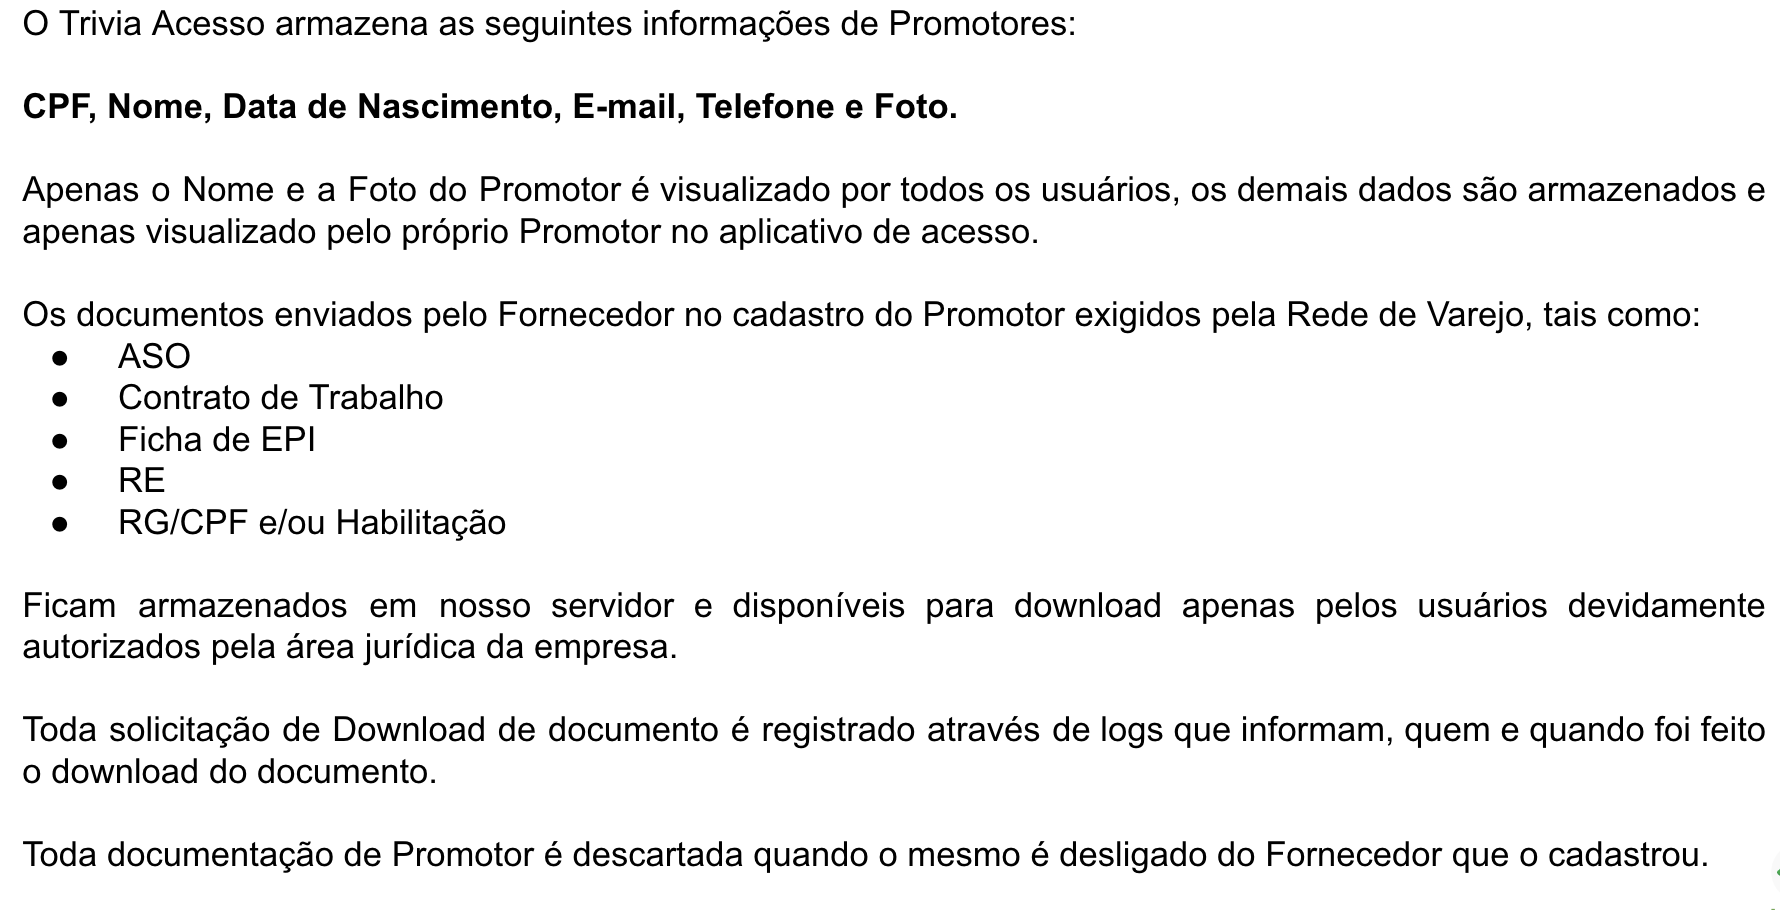 O Trivia Acesso armazena as seguintes informações de Promotores:
CPF, Nome, Data de Nascimento, E-mail, Telefone e Foto.
Apenas o Nome e a Foto do Promotor é visualizado por todos os usuários, os demais dados são armazenados e
apenas visualizado pelo próprio Promotor no aplicativo de acesso.
Os documentos enviados pelo Fornecedor no cadastro do Promotor exigidos pela Rede de Varejo, tais como:
● ASO
● Contrato de Trabalho
● Ficha de EPI
● RE
● RG/CPF e/ou Habilitação
Ficam armazenados em nosso servidor e disponíveis para download apenas pelos usuários devidamente
autorizados pela área jurídica da empresa.
Toda solicitação de Download de documento é registrado através de logs que informam, quem e quando foi feito
o download do documento.
Toda documentação de Promotor é descartada quando o mesmo é desligado do Fornecedor que o cadastrou.